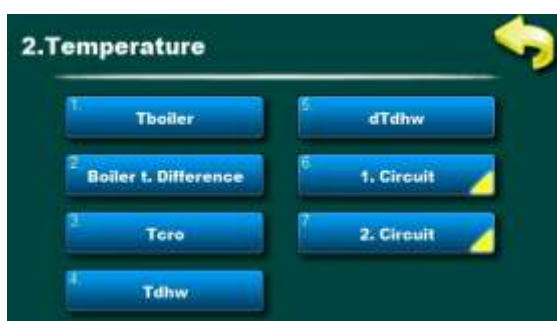 2.Temperature
1. Tboiler
2 Boiler t. Difference
3. Tcro
4. Tdhw
5. dTdhw
6 1. Circuit
7 2. Circuit